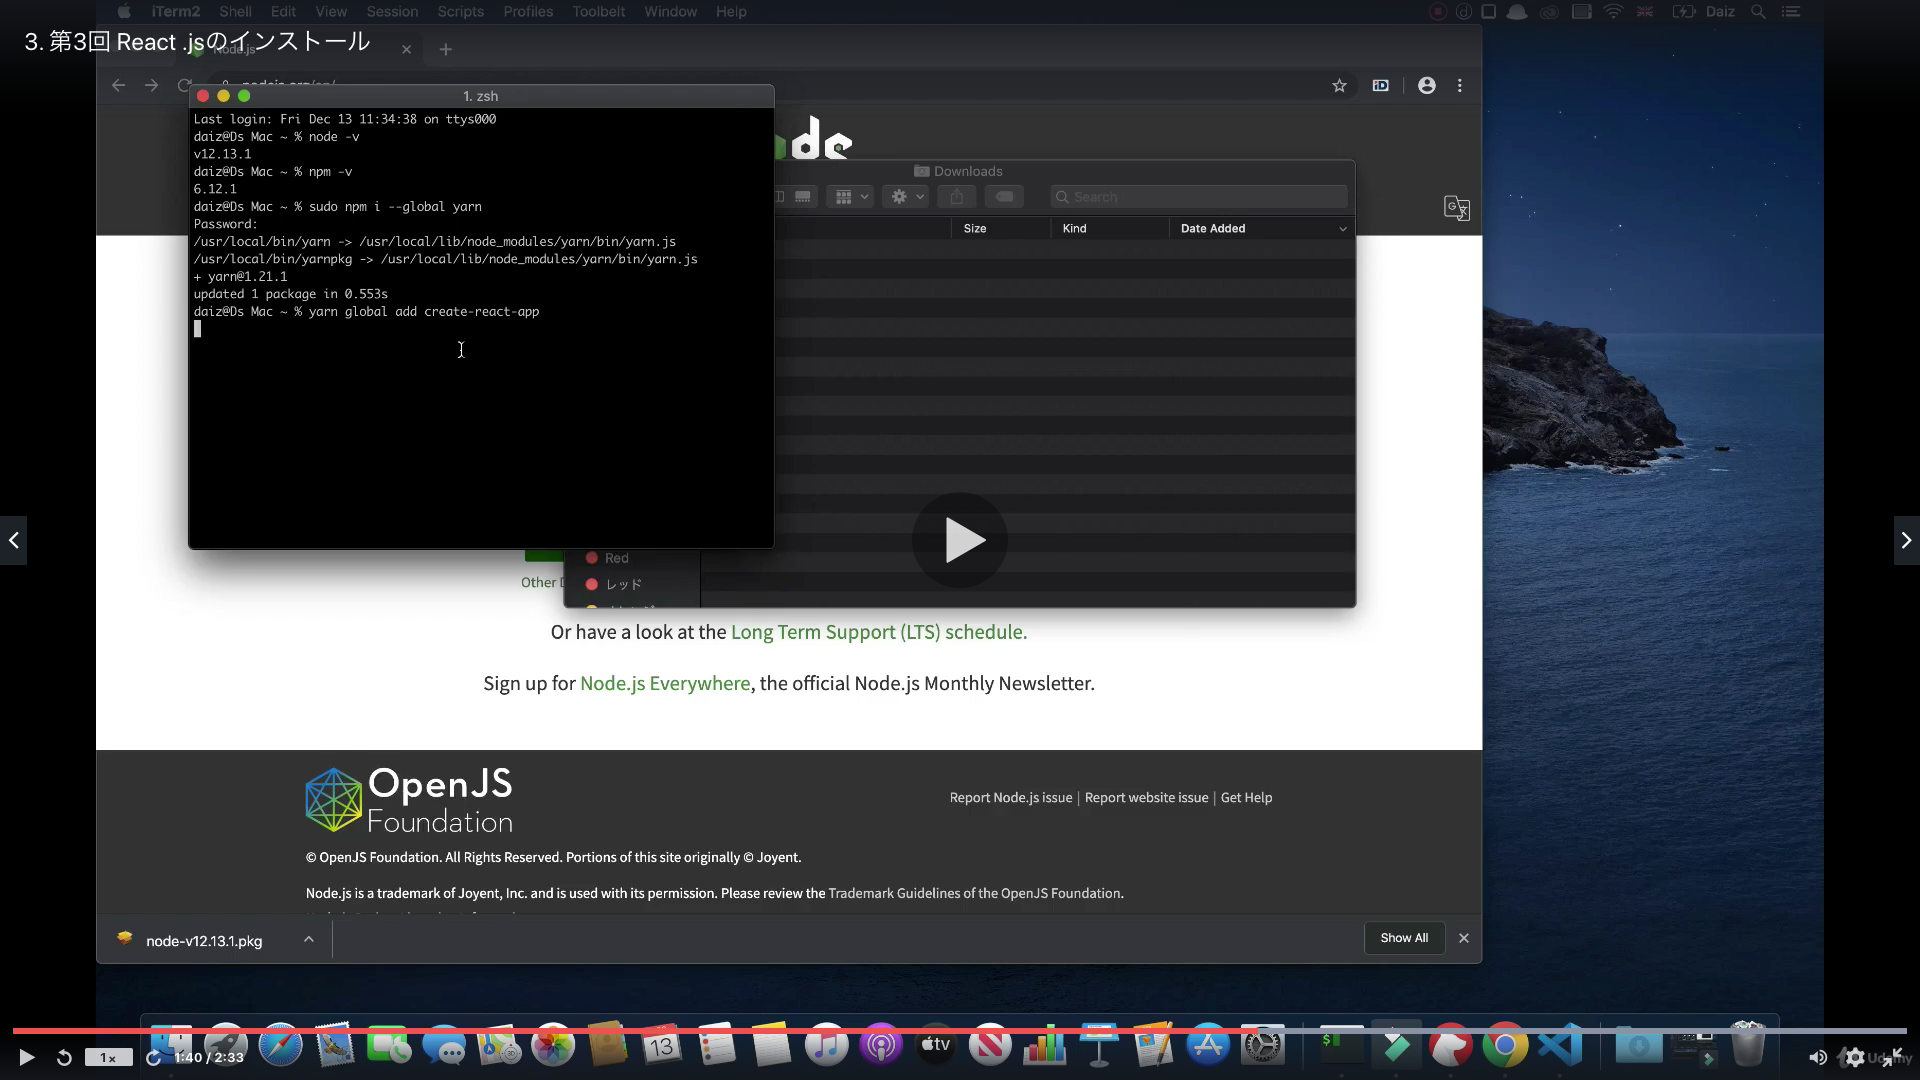 iTerm2 Shell Edit View Session Scripts Profiles Toolbelt Window Help Daiz
3. 第3回 React .jsのインストール
1. zsh
Last login: Fri Dec 13 11:34:38 on ttys000
daiz@Ds Mac ~ % node -v
v12.13.1
daiz@Ds Mac ~ % npm -v
6.12.1
daiz@Ds Mac ~ % sudo npm i --global yarn
Password:
/usr/local/bin/yarn -> /usr/local/lib/node_modules/yarn/bin/yarn.js
/usr/local/bin/yarnpkg -> /usr/local/lib/node_modules/yarn/bin/yarn.js
+ yarn@1.21.1
updated 1 package in 0.553s
daiz@Ds Mac ~ % yarn global add create-react-app
Downloads
Search
Size Kind Date Added
Red
レッド
Other
Or have a look at the Long Term Support (LTS) schedule.
Sign up for Node.js Everywhere, the official Node.js Monthly Newsletter.
OpenJS
Foundation
Report Node.js issue | Report website issue | Get Help
© OpenJS Foundation. All Rights Reserved. Portions of this site originally © Joyent.
Node.js is a trademark of Joyent, Inc. and is used with its permission. Please review the Trademark Guidelines of the OpenJS Foundation.
node-v12.13.1.pkg
Show All
13
tv
1x
1:40 / 2:33
Udemy